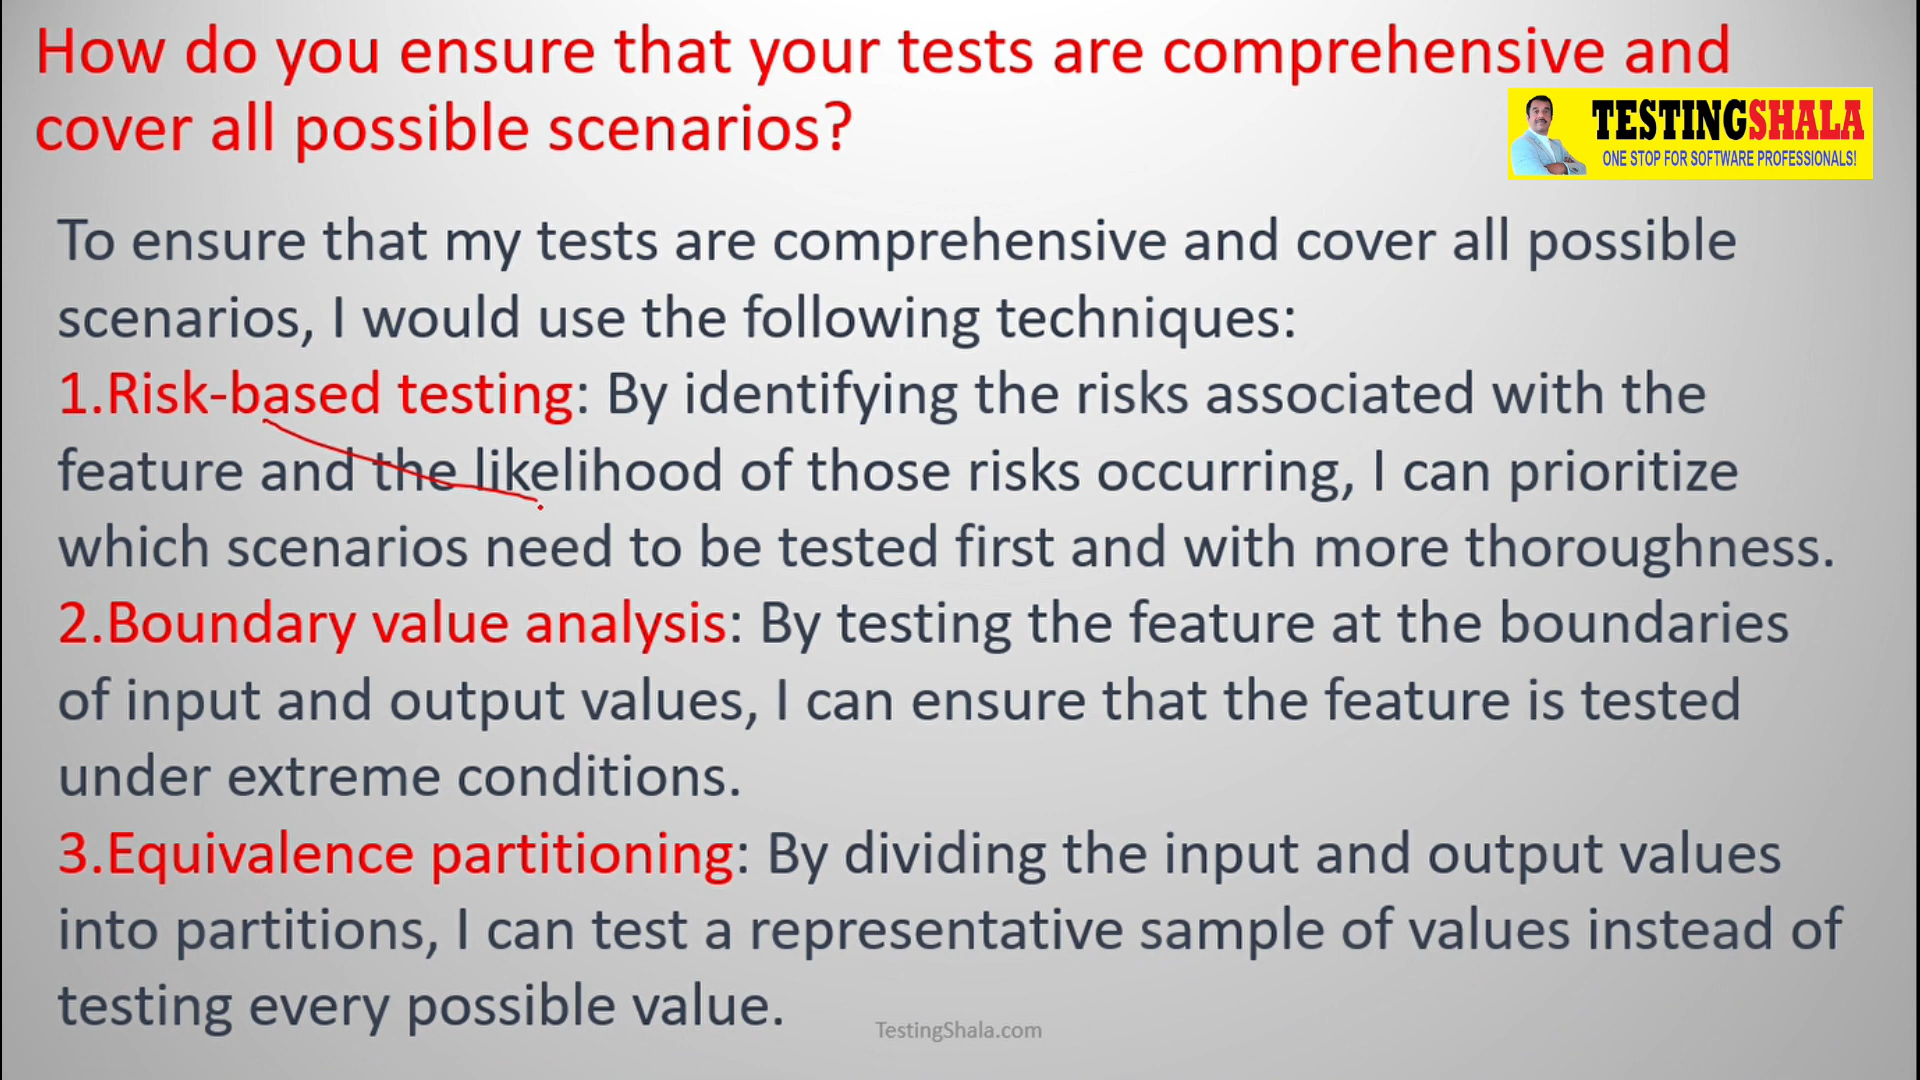 How do you ensure that your tests are comprehensive and
cover all possible scenarios?
TESTINGSHALA
ONE STOP FOR SOFTWARE PROFESSIONALS!
To ensure that my tests are comprehensive and cover all possible
scenarios, I would use the following techniques:
1.Risk-based testing: By identifying the risks associated with the
feature and the likelihood of those risks occurring, I can prioritize
which scenarios need to be tested first and with more thoroughness.
2.Boundary value analysis: By testing the feature at the boundaries
of input and output values, I can ensure that the feature is tested
under extreme conditions.
3.Equivalence partitioning: By dividing the input and output values
into partitions, I can test a representative sample of values instead of
testing every possible value.
TestingShala.com